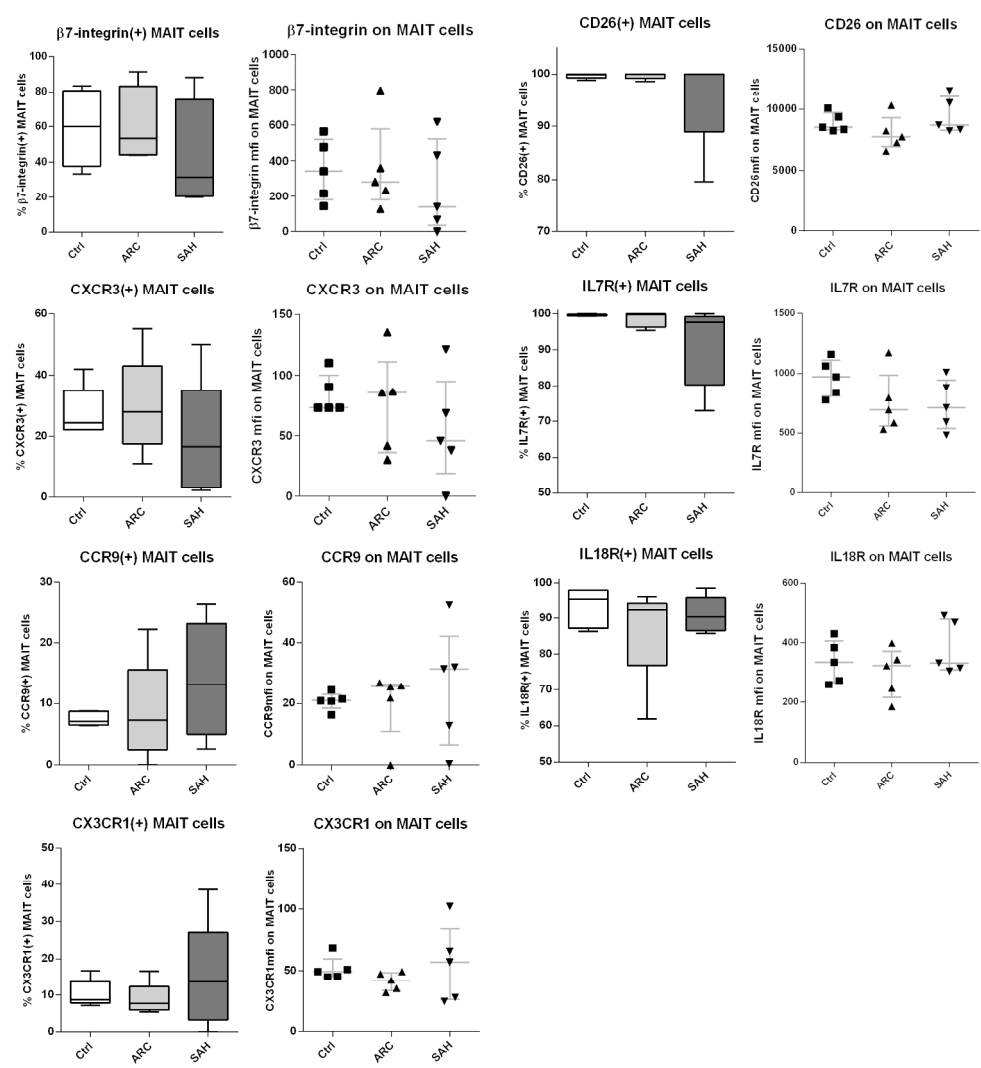 β7-integrin(+) MAIT cells
% β7-integrin(+) MAIT cells
100
80
60
40
20
0
Ctrl
ARC
SAH
β7-integrin on MAIT cells
β7-integrin mfi on MAIT cells
1000
800
600
400
200
0
Ctrl
ARC
SAH
CD26(+) MAIT cells
% CD26(+) MAIT cells
100
90
80
70
Ctrl
ARC
SAH
CD26 on MAIT cells
CD26mfi on MAIT cells
15000
10000
5000
0
Ctrl
ARC
SAH
CXCR3(+) MAIT cells
% CXCR3(+) MAIT cells
60
40
20
0
Ctrl
ARC
SAH
CXCR3 on MAIT cells
CXCR3 mfi on MAIT cells
150
100
50
0
Ctrl
ARC
SAH
IL7R(+) MAIT cells
% IL7R(+) MAIT cells
100
90
80
70
60
50
Ctrl
ARC
SAH
IL7R on MAIT cells
IL7R mfi on MAIT cells
1500
1000
500
0
Ctrl
ARC
SAH
CCR9(+) MAIT cells
% CCR9(+) MAIT cells
30
20
10
0
Ctrl
ARC
SAH
CCR9 on MAIT cells
CCR9mfi on MAIT cells
60
40
20
0
Ctrl
ARC
SAH
IL18R(+) MAIT cells
% IL18R(+) MAIT cells
100
90
80
70
60
50
Ctrl
ARC
SAH
IL18R on MAIT cells
IL18R mfi on MAIT cells
600
400
200
0
Ctrl
ARC
SAH
CX3CR1(+) MAIT cells
% CX3CR1(+) MAIT cells
50
40
30
20
10
0
Ctrl
ARC
SAH
CX3CR1 on MAIT cells
CX3CR1mfi on MAIT cells
150
100
50
0
Ctrl
ARC
SAH